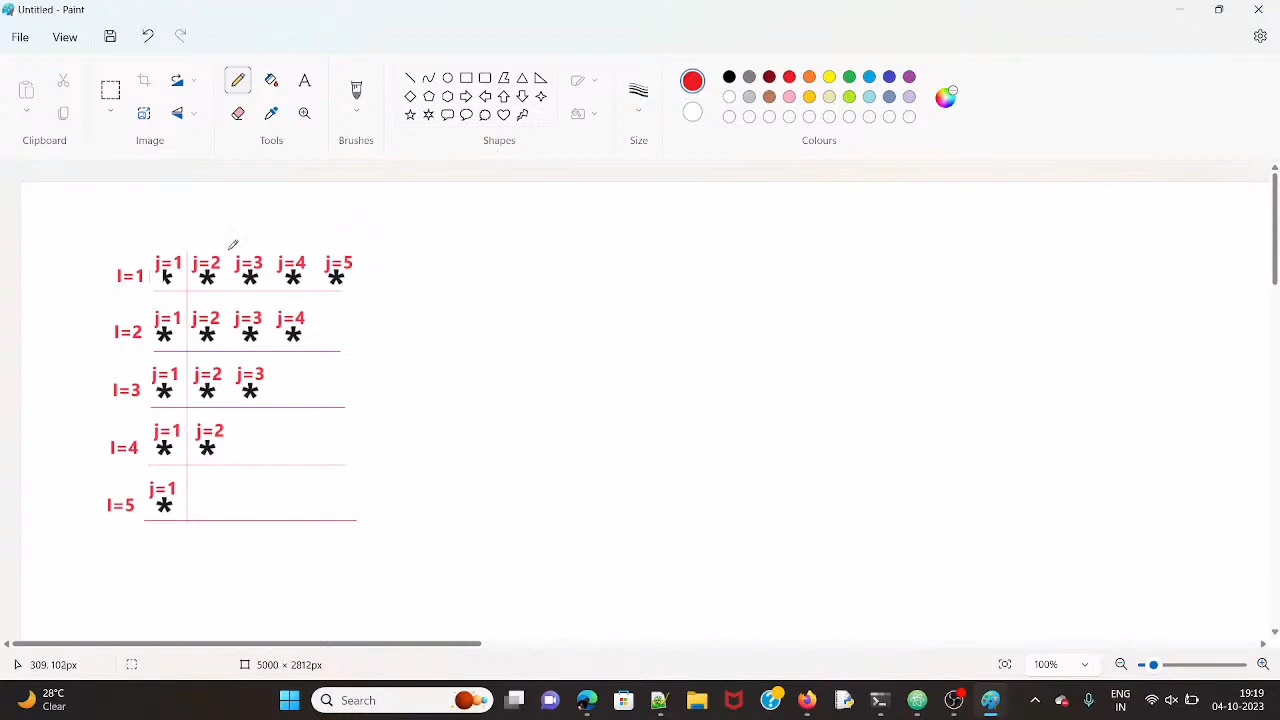 Untitled - Paint
File View
Clipboard Image Tools Brushes Shapes Size Colours
j=1 j=2 j=3 j=4 j=5
I=1 * * * * *
j=1 j=2 j=3 j=4
I=2 * * * *
j=1 j=2 j=3
I=3 * * *
j=1 j=2
I=4 * *
j=1
I=5 *
309, 102px 5000 × 2812px 100%
28°C
Clear
Search
ENG
IN
19:19
04-10-2023